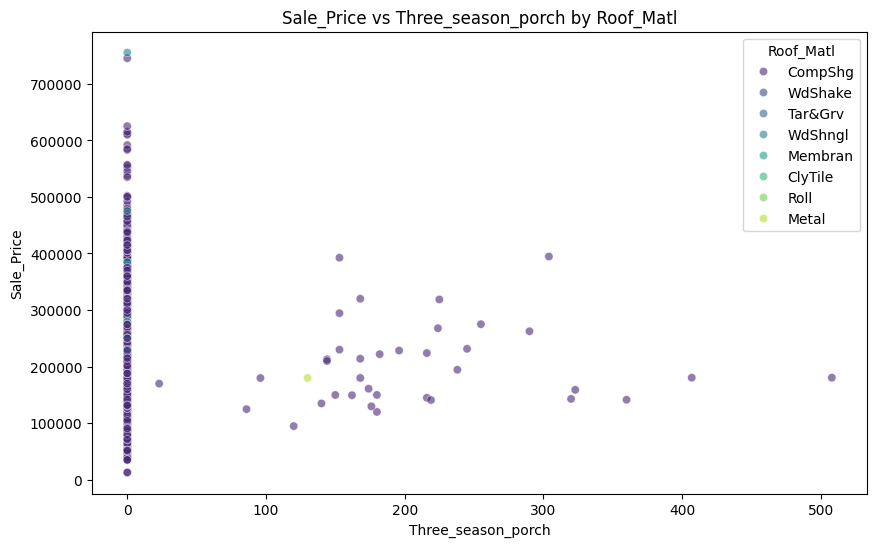 Sale_Price vs Three_season_porch by Roof_Matl
Roof_Matl
CompShg
WdShake
Tar&Grv
WdShngl
Membran
ClyTile
Roll
Metal
Sale_Price
700000
600000
500000
400000
300000
200000
100000
0
0 100 200 300 400 500
Three_season_porch